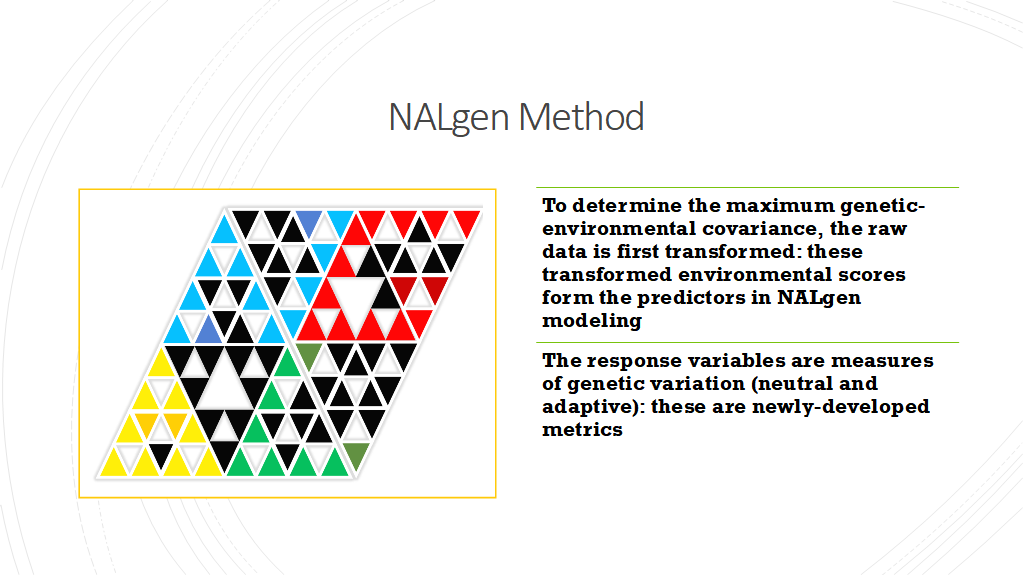 NALgen Method
To determine the maximum genetic-
environmental covariance, the raw
data is first transformed: these
transformed environmental scores
form the predictors in NALgen
modeling
The response variables are measures
of genetic variation (neutral and
adaptive): these are newly-developed
metrics